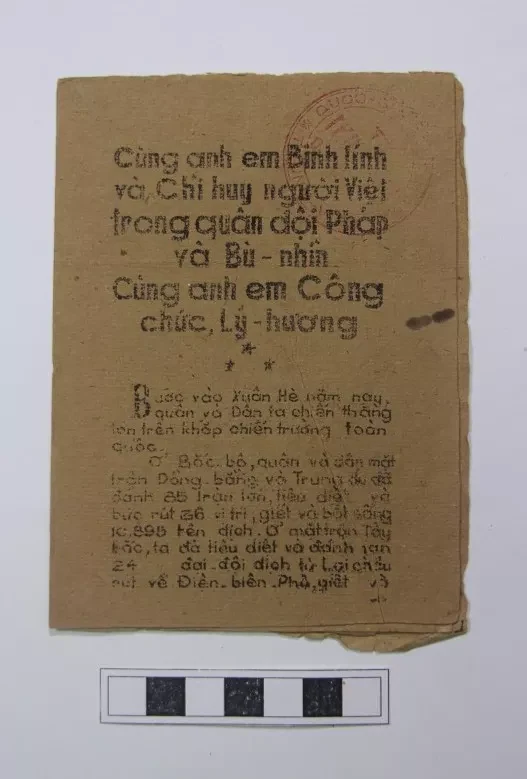 QUỐC
Cùng anh em Binh lính
và, Chỉ huy người Việt
trong quân đội Pháp
và Bù-nhìn
Cùng anh em Công
chức, Lý-hương
Bước vào Xuân Hè năm nay,
quân và Dân ta chiến thắng
lớn trên khắp chiến trường toàn
quốc.
Ở Bắc-bộ, quân và dân mặt
trận Đồng-bằng và Trung du đã
đánh 65 trận lớn, tiêu diệt và
bức rút 36 vị trí, giết và bắt sống
10.898 tên địch. Ở mặt trận Tây
bắc, ta đã tiêu diệt và đánh tan
24 đại-đội địch từ Lai châu
rút về Điền-biên-Phủ, giết và